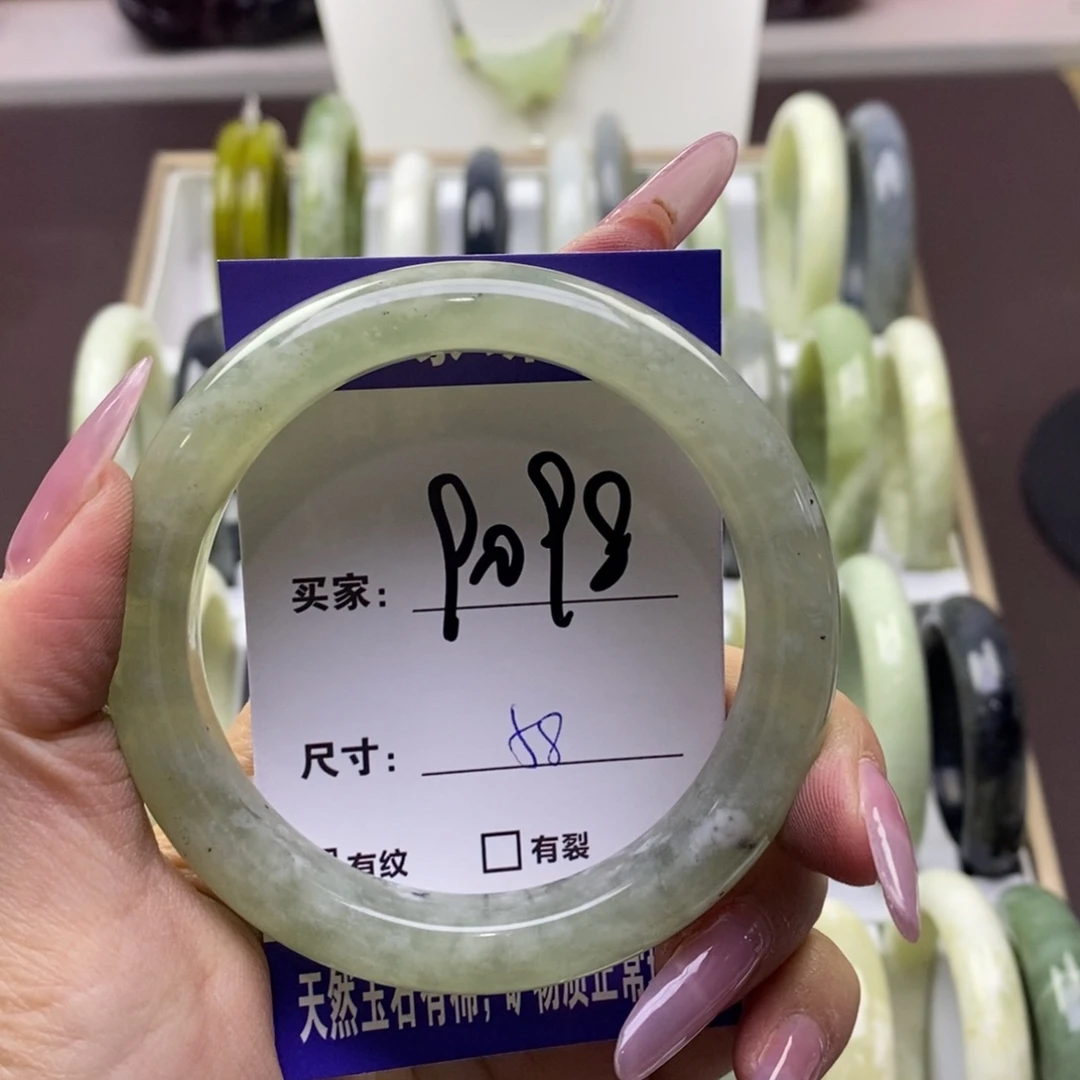 买家：
尺寸：58
有纹 有裂
天然玉石有棉，矿物质正常